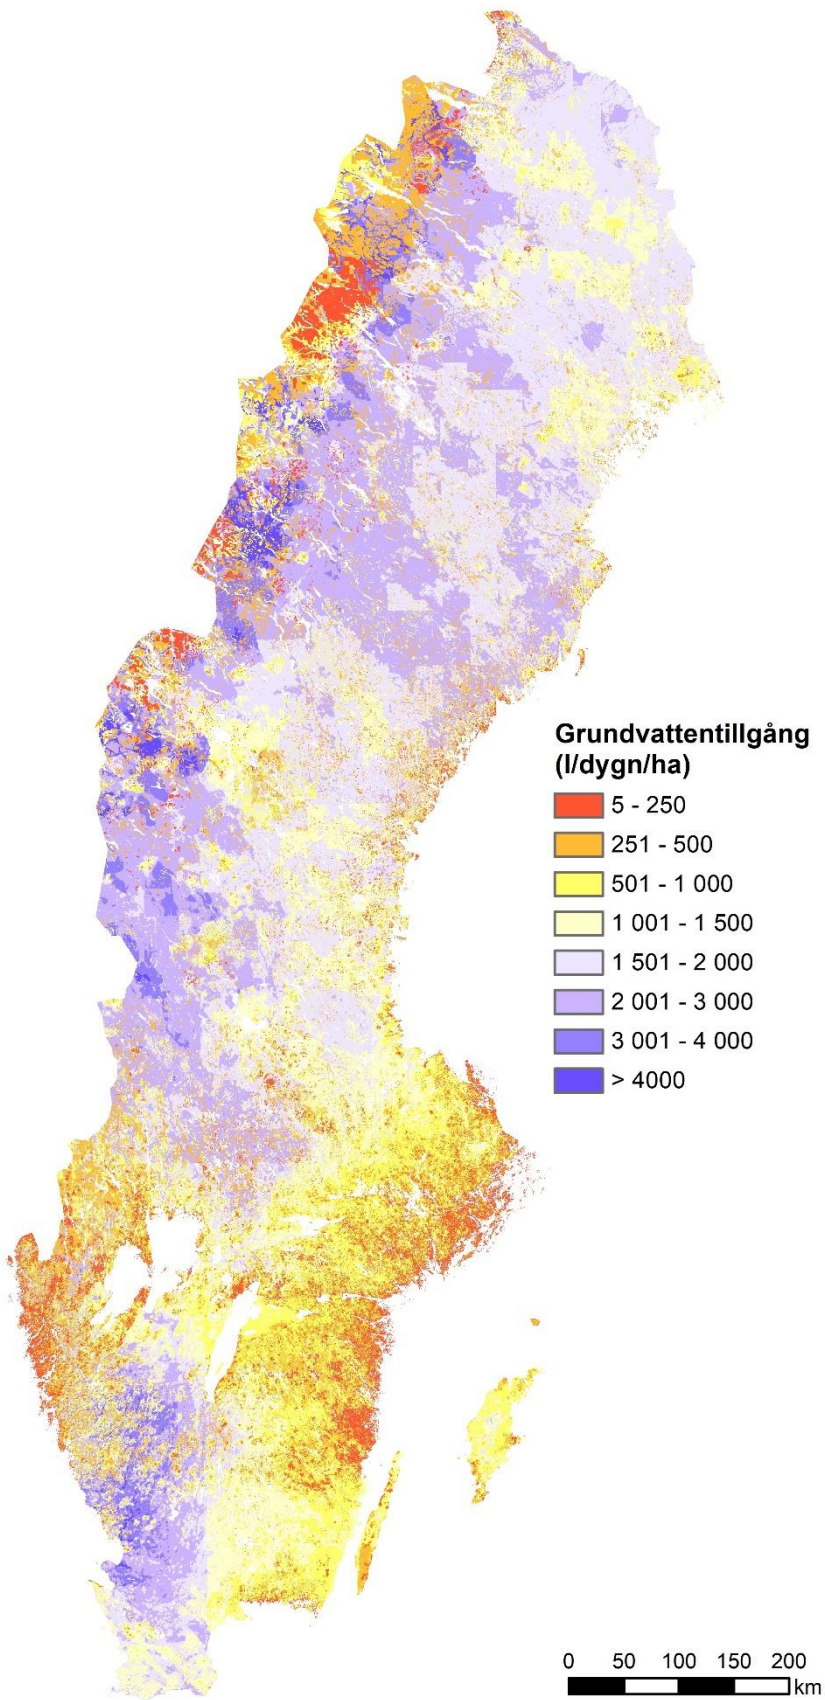 Grundvattentillgång
(l/dygn/ha)
5 - 250
251 - 500
501 - 1 000
1 001 - 1 500
1 501 - 2 000
2 001 - 3 000
3 001 - 4 000
> 4000
0 50 100 150 200
km